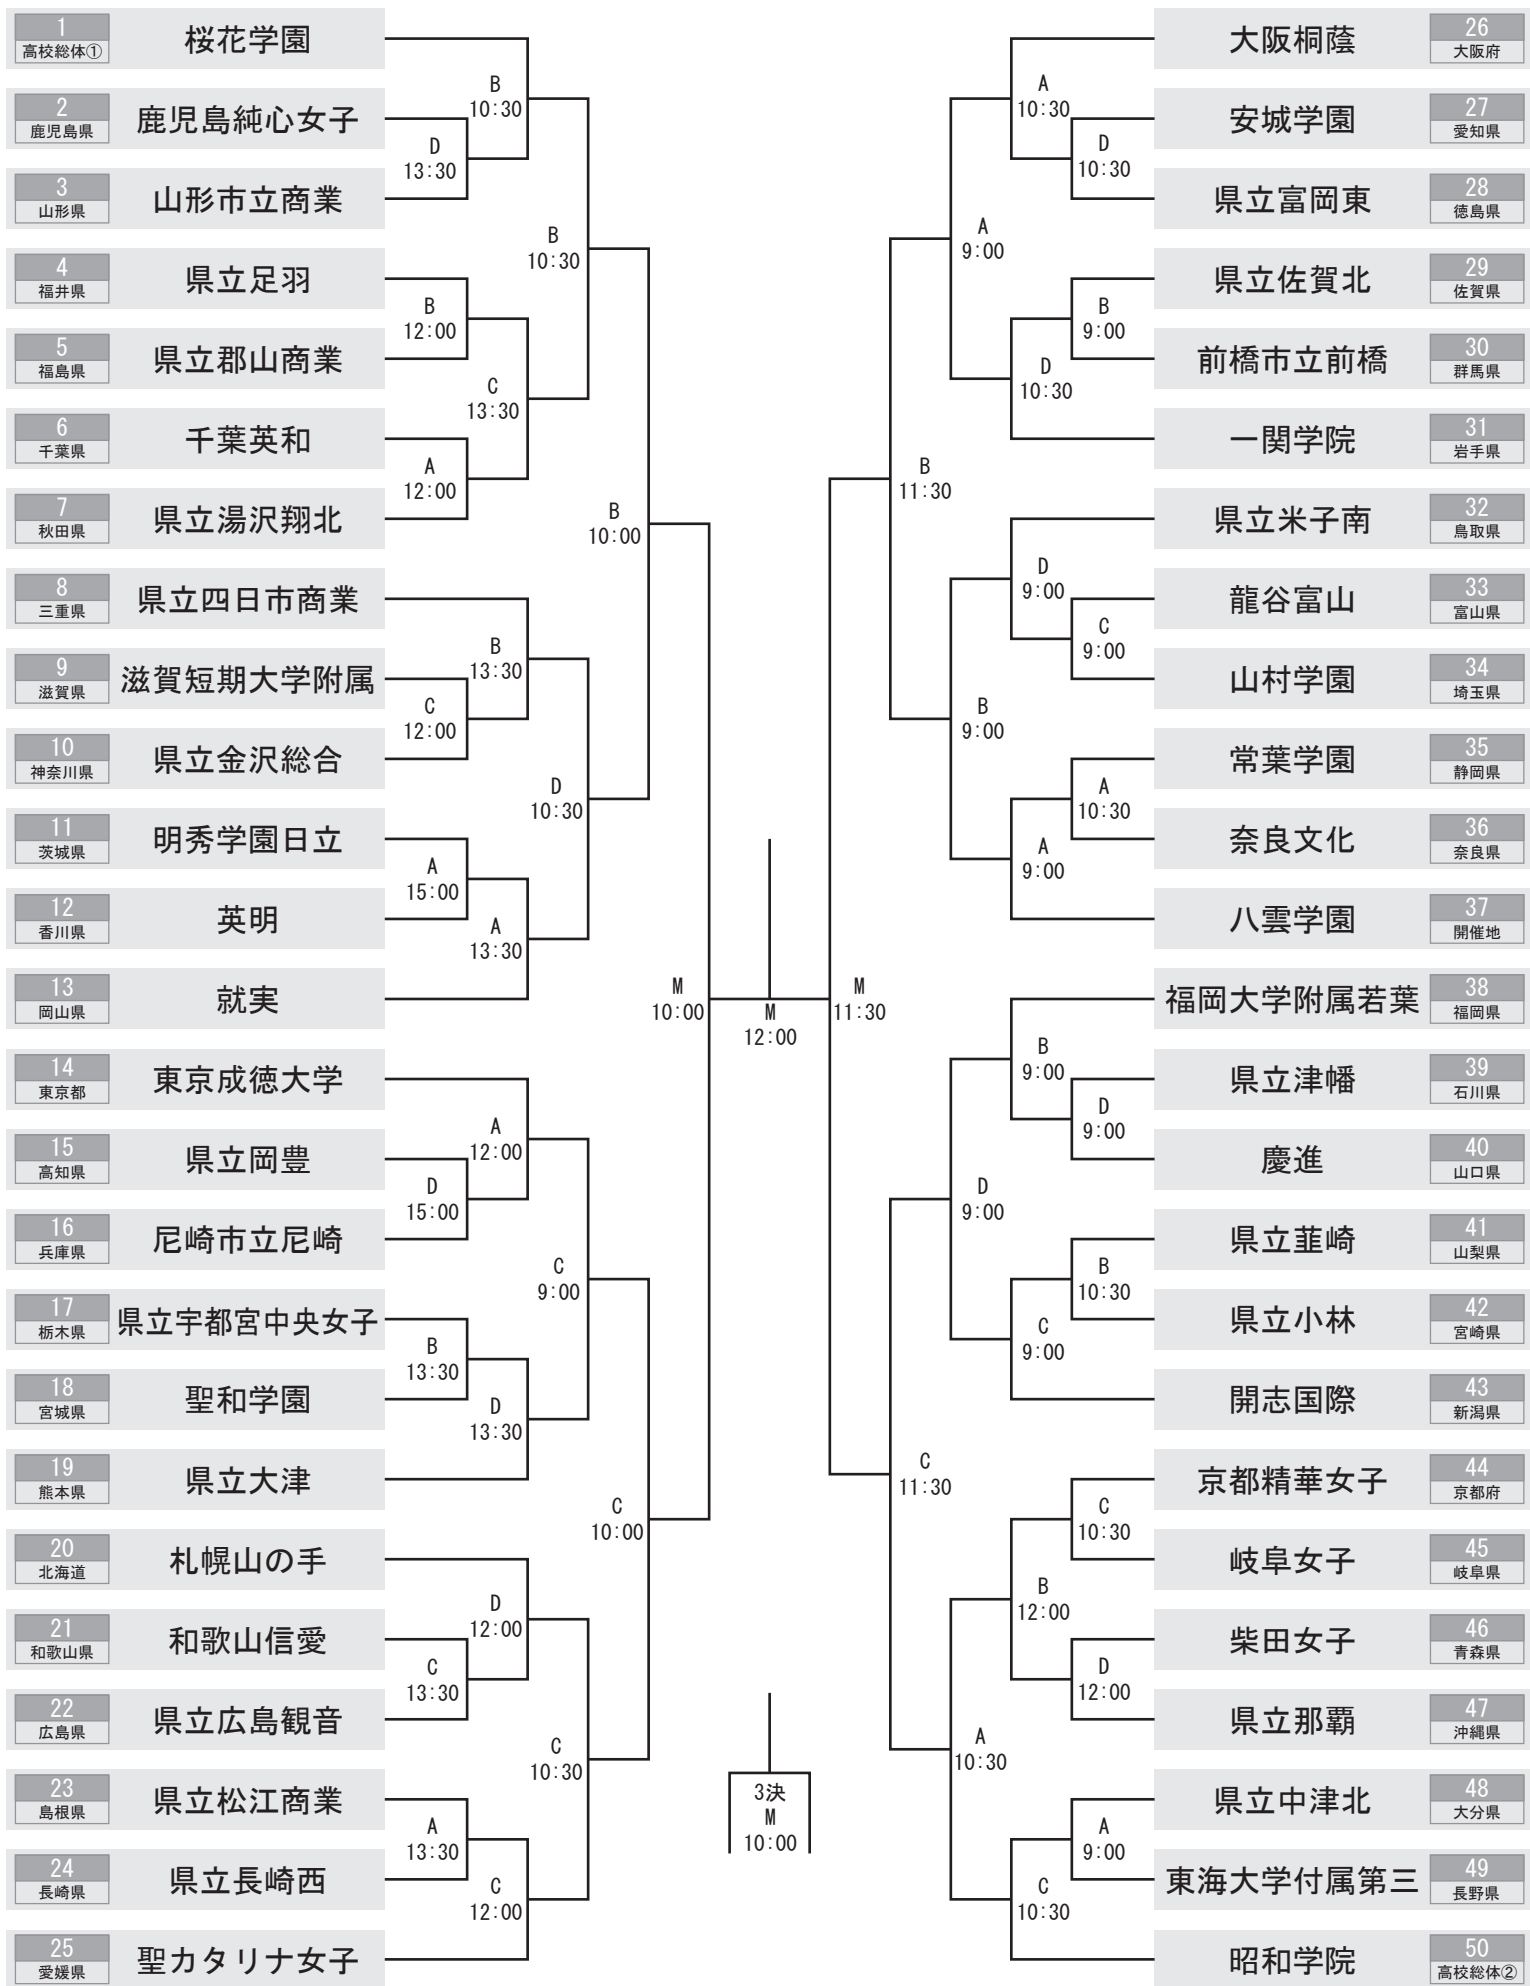 1
高校総体①
桜花学園
2
鹿児島県
鹿児島純心女子
3
山形県
山形市立商業
4
福井県
県立足羽
5
福島県
県立郡山商業
6
千葉県
千葉英和
7
秋田県
県立湯沢翔北
8
三重県
県立四日市商業
9
滋賀県
滋賀短期大学附属
10
神奈川県
県立金沢総合
11
茨城県
明秀学園日立
12
香川県
英明
13
岡山県
就実
14
東京都
東京成徳大学
15
高知県
県立岡豊
16
兵庫県
尼崎市立尼崎
17
栃木県
県立宇都宮中央女子
18
宮城県
聖和学園
19
熊本県
県立大津
20
北海道
札幌山の手
21
和歌山県
和歌山信愛
22
広島県
県立広島観音
23
島根県
県立松江商業
24
長崎県
県立長崎西
25
愛媛県
聖カタリナ女子
D
13:30
B
12:00
A
12:00
C
12:00
A
15:00
D
15:00
B
13:30
C
13:30
A
13:30
B
10:30
C
13:30
B
13:30
A
13:30
A
12:00
D
13:30
D
12:00
C
12:00
B
10:30
D
10:30
C
9:00
C
10:30
B
10:00
C
10:00
M
10:00
M
12:00
M
11:30
3決
M
10:00
B
11:30
C
11:30
A
9:00
B
9:00
D
9:00
A
10:30
A
10:30
D
10:30
D
9:00
A
9:00
B
9:00
C
9:00
B
12:00
C
10:30
D
10:30
B
9:00
C
9:00
A
10:30
D
9:00
B
10:30
C
10:30
D
12:00
A
9:00
大阪桐蔭
26
大阪府
安城学園
27
愛知県
県立富岡東
28
徳島県
県立佐賀北
29
佐賀県
前橋市立前橋
30
群馬県
一関学院
31
岩手県
県立米子南
32
鳥取県
龍谷富山
33
富山県
山村学園
34
埼玉県
常葉学園
35
静岡県
奈良文化
36
奈良県
八雲学園
37
開催地
福岡大学附属若葉
38
福岡県
県立津幡
39
石川県
慶進
40
山口県
県立韮崎
41
山梨県
県立小林
42
宮崎県
開志国際
43
新潟県
京都精華女子
44
京都府
岐阜女子
45
岐阜県
柴田女子
46
青森県
県立那覇
47
沖縄県
県立中津北
48
大分県
東海大学付属第三
49
長野県
昭和学院
50
高校総体②